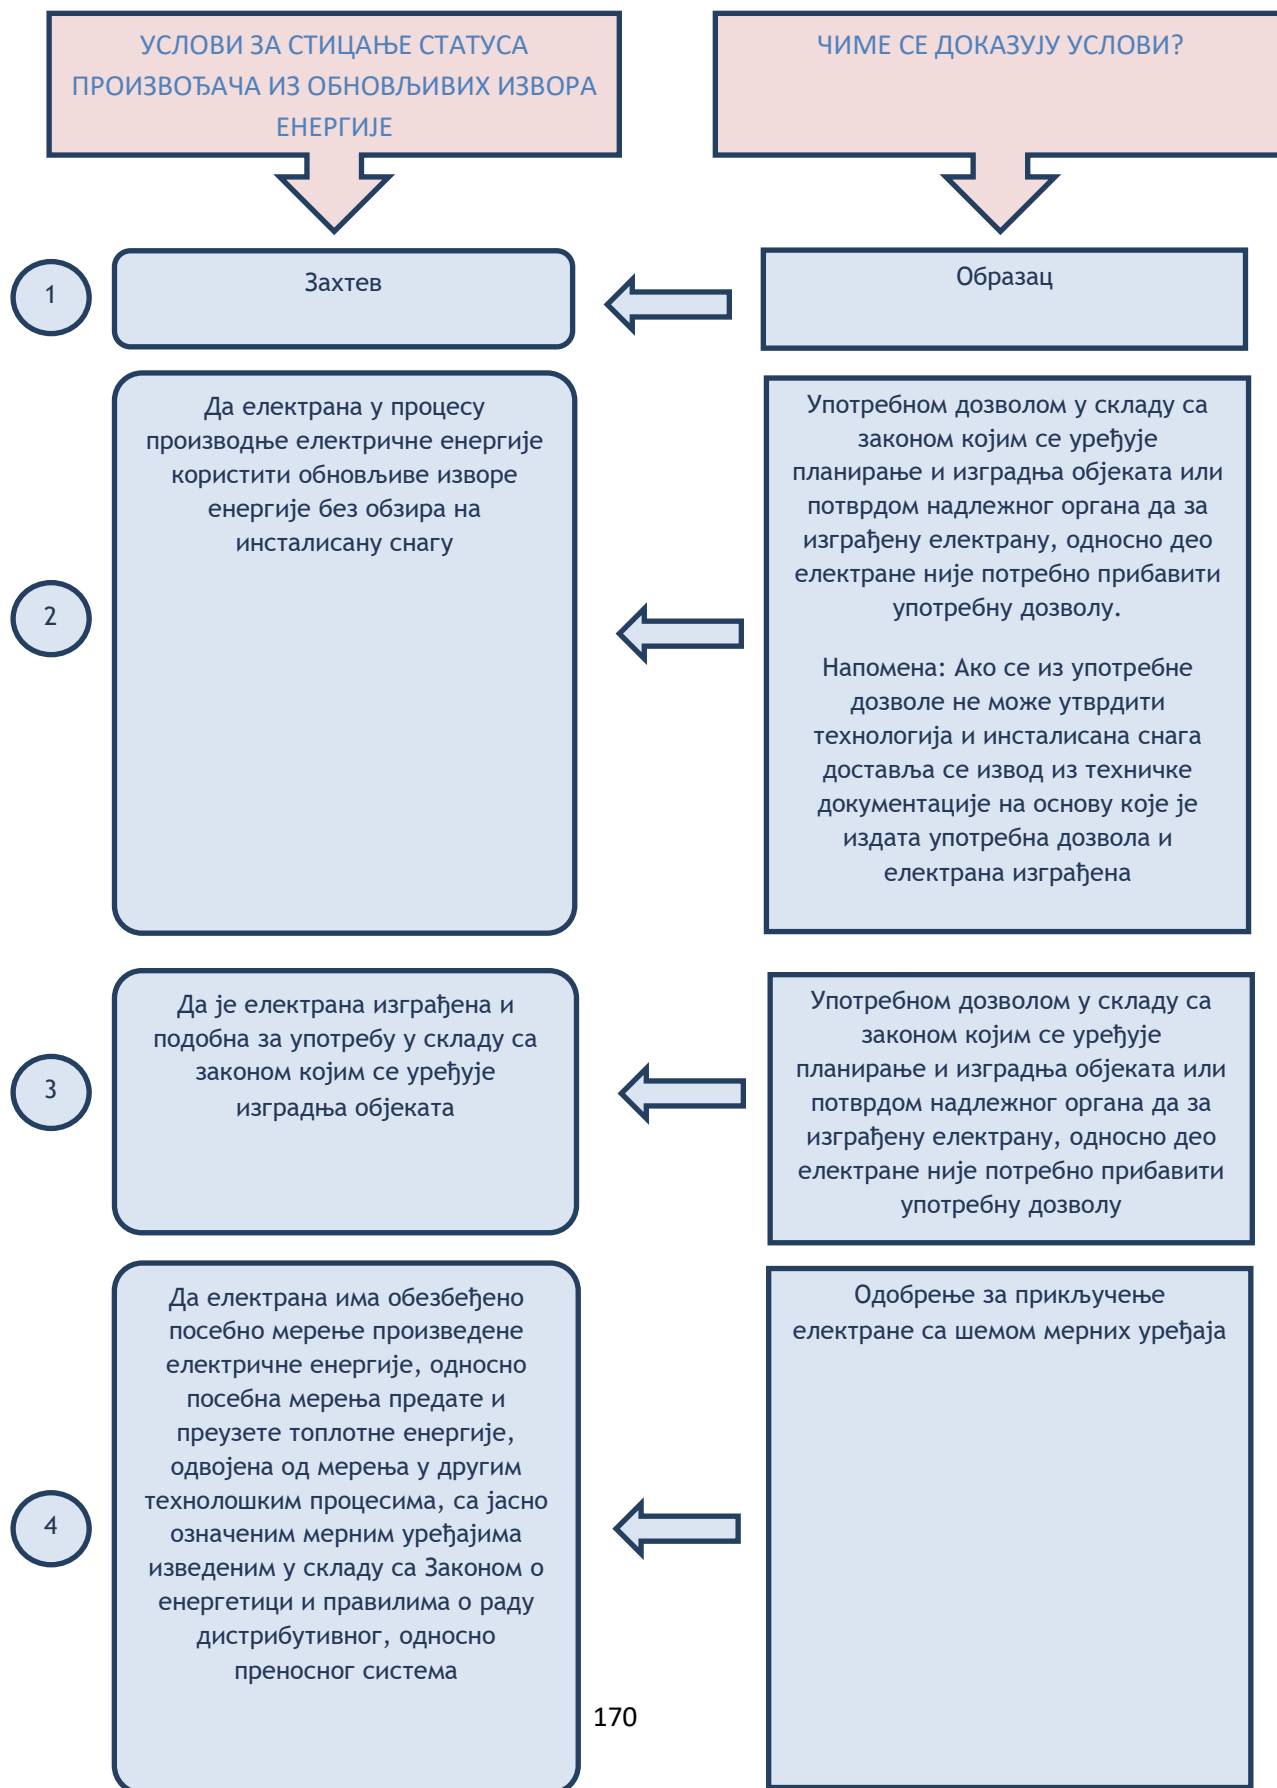 УСЛОВИ ЗА СТИЦАЊЕ СТАТУСА
ПРОИЗВОЂАЧА ИЗ ОБНОВЉИВИХ ИЗВОРА
ЕНЕРГИЈЕ
ЧИМЕ СЕ ДОКАЗУЈУ УСЛОВИ?
1
Захтев
Образац
2
Да електрана у процесу
производње електричне енергије
користити обновљиве изворе
енергије без обзира на
инсталисану снагу
Употребном дозволом у складу са
законом којим се уређује
планирање и изградња објеката или
потврдом надлежног органа да за
изграђену електрану, односно део
електране није потребно прибавити
употребну дозволу.
Напомена: Ако се из употребне
дозволе не може утврдити
технологија и инсталисана снага
доставља се извод из техничке
документације на основу које је
издата употребна дозвола и
електрана изграђена
3
Да је електрана изграђена и
подобна за употребу у складу са
законом којим се уређује
изградња објеката
Употребном дозволом у складу са
законом којим се уређује
планирање и изградња објеката или
потврдом надлежног органа да за
изграђену електрану, односно део
електране није потребно прибавити
употребну дозволу
4
Да електрана има обезбеђено
посебно мерење произведене
електричне енергије, односно
посебна мерења предате и
преузете топлотне енергије,
одвојена од мерења у другим
технолошким процесима, са јасно
означеним мерним уређајима
изведеним у складу са Законом о
енергетици и правилима о раду
дистрибутивног, односно
преносног система
Одобрење за прикључење
електране са шемом мерних уређаја
170